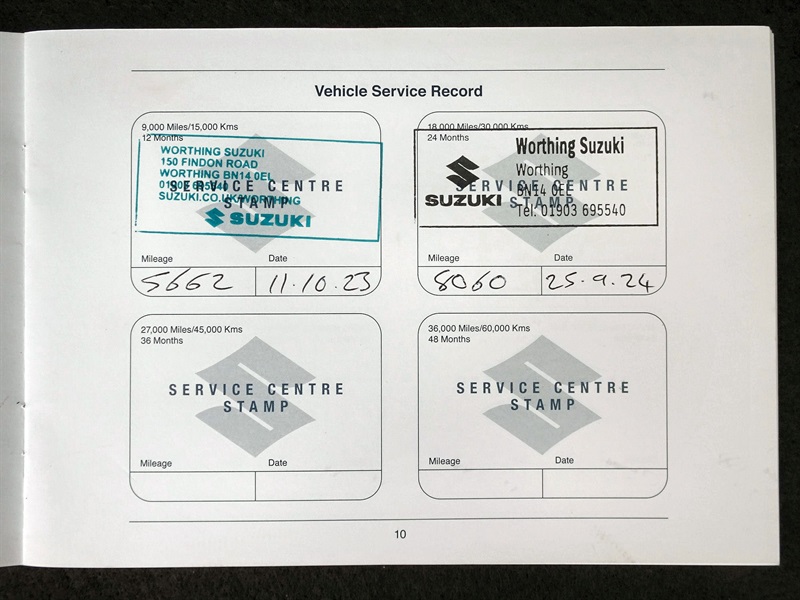 Vehicle Service Record
9,000 Miles/15,000 Kms
12 Months
WORTHING SUZUKI
150 FINDON ROAD
WORTHING BN14 0EL
SUZUKI.CO.UK/WORTHING
SUZUKI
SERVICE CENTRE
STAMP
Mileage Date
5662 11.10.23
18,000 Miles/30,000 Kms
24 Months
SUZUKI
Worthing Suzuki
Worthing
BN14 0EL
Tel: 01903 695540
SERVICE CENTRE
STAMP
Mileage Date
8060 25.9.24
27,000 Miles/45,000 Kms
36 Months
SERVICE CENTRE
STAMP
Mileage Date
36,000 Miles/60,000 Kms
48 Months
SERVICE CENTRE
STAMP
Mileage Date
10